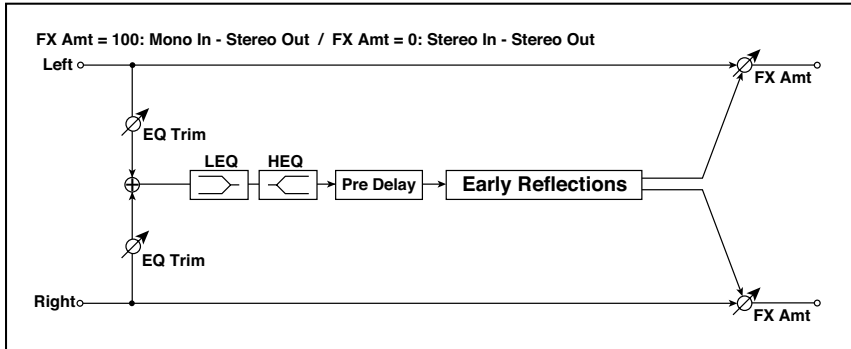 FX Amt = 100: Mono In - Stereo Out / FX Amt = 0: Stereo In - Stereo Out
Left
FX Amt
EQ Trim
LEQ
HEQ
Pre Delay
Early Reflections
EQ Trim
Right
FX Amt